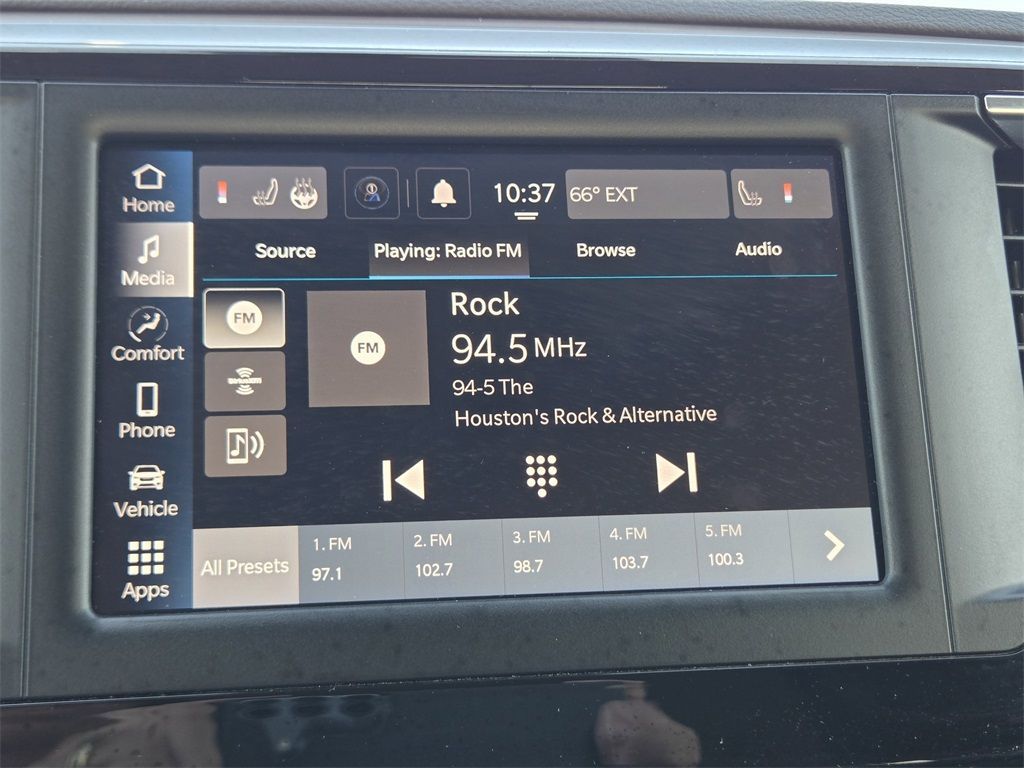 Home
10:37
66° EXT
Media
Source
Playing: Radio FM
Browse
Audio
Comfort
Phone
Vehicle
Apps
FM
SiriusXM
FM
Rock
94.5 MHz
94-5 The
Houston's Rock & Alternative
All Presets
1. FM
97.1
2. FM
102.7
3. FM
98.7
4. FM
103.7
5. FM
100.3